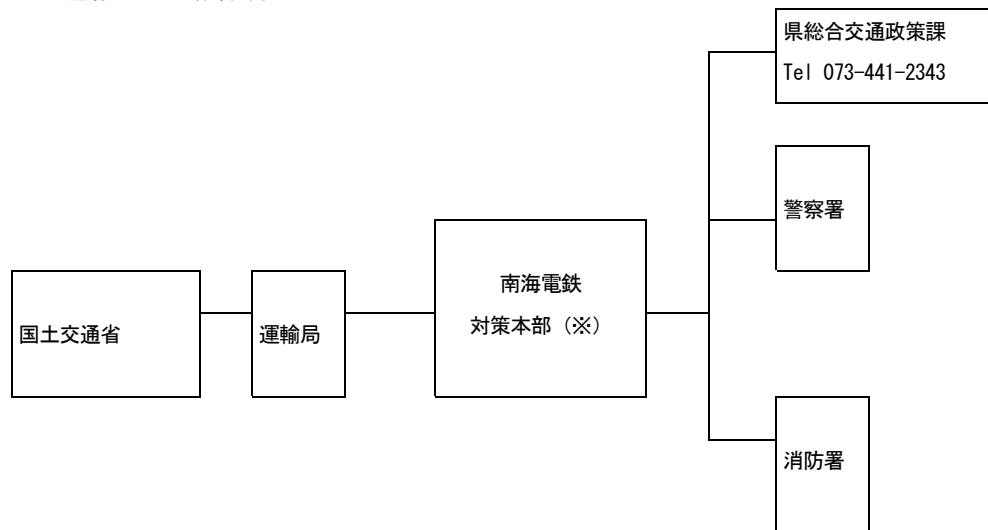 県総合交通政策課
Tel 073-441-2343
警察署
南海電鉄
対策本部（※）
国土交通省
運輸局
消防署